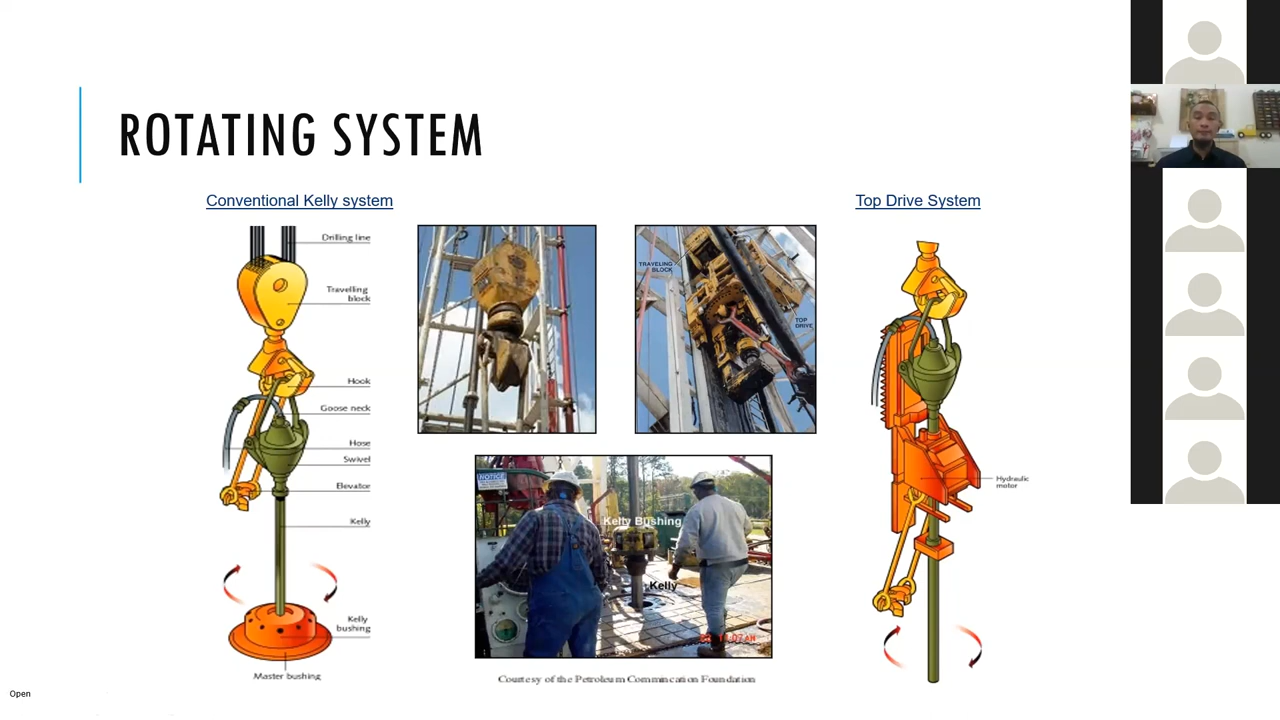 ROTATING SYSTEM
Conventional Kelly system
Top Drive System
Drilling line
Travelling
block
Hook
Goose neck
Hose
Swivel
Elevator
Kelly
Kelly
bushing
Master bushing
TRAVELING
BLOCK
TOP
DRIVE
NOTICE
Kelly Bushing
Kelly
Hydraulic
motor
Courtesy of the Petroleum Commncation Foundation
Open